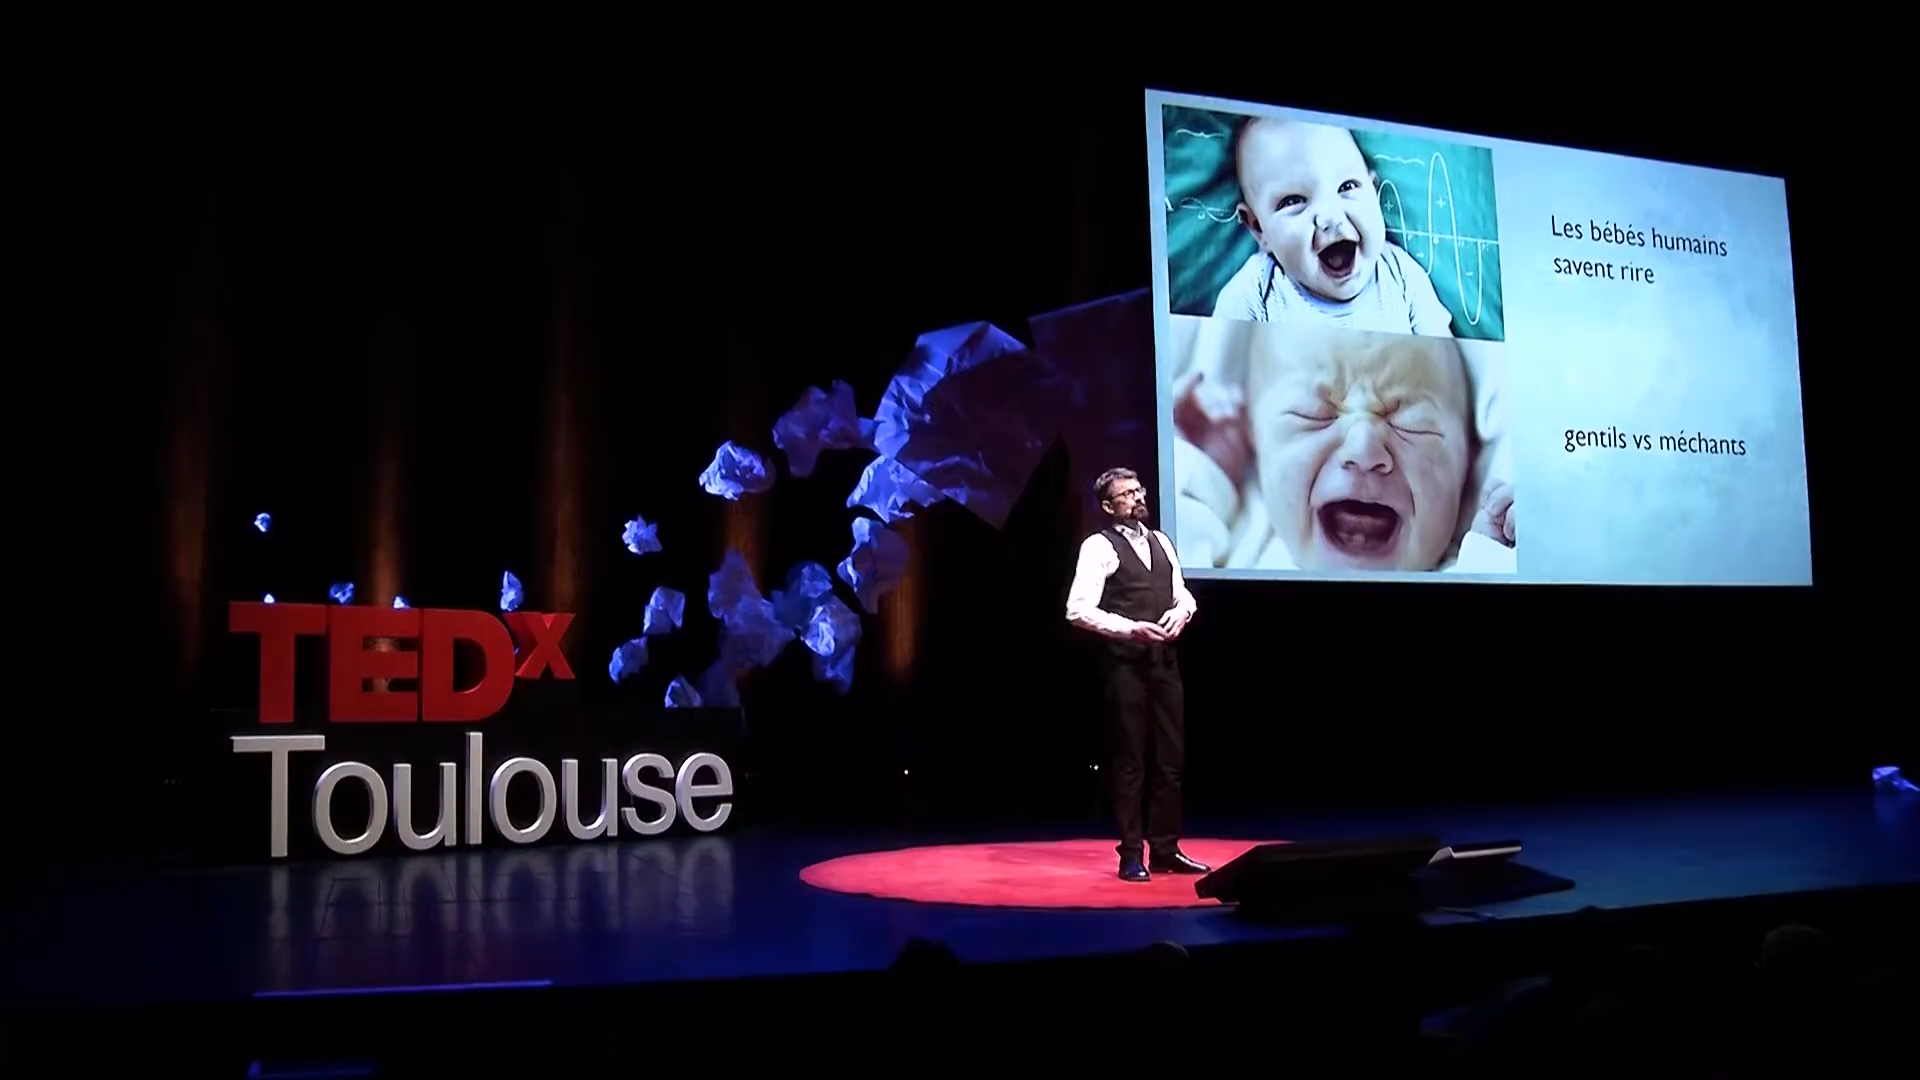 Les bébés humains
savent rire
gentils vs méchants
TEDx
Toulouse